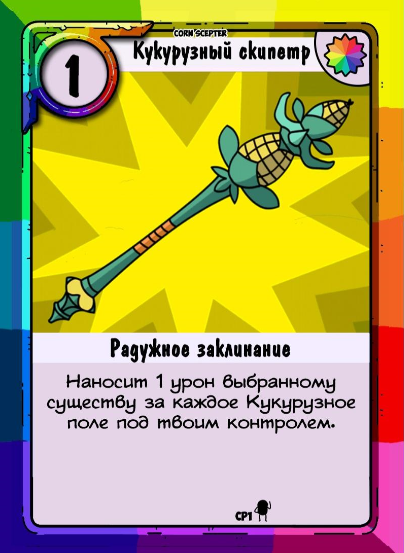 CORN SCEPTER
Кукурузный скипетр
1
Радужное заклинание
Наносит 1 урон выбранному
существу за каждое Кукурузное
поле под твоим контролем.
CP1